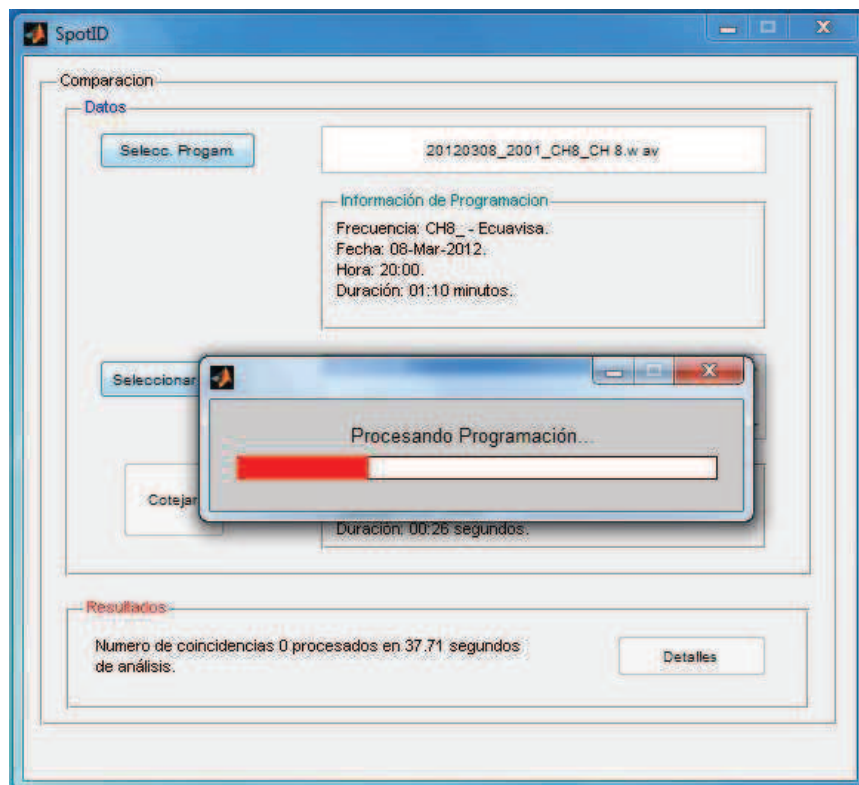 SpotID
Comparacion
Datos
Selecc. Progam.
20120308_2001_CH8_CH 8.w av
Información de Programacion
Frecuencia: CH8_ - Ecuavisa.
Fecha: 08-Mar-2012.
Hora: 20:00.
Duración: 01:10 minutos.
Seleccionar
Procesando Programación...
Cotejar
Duración: 00:26 segundos.
Resultados
Numero de coincidencias 0 procesados en 37.71 segundos
de análisis.
Detalles